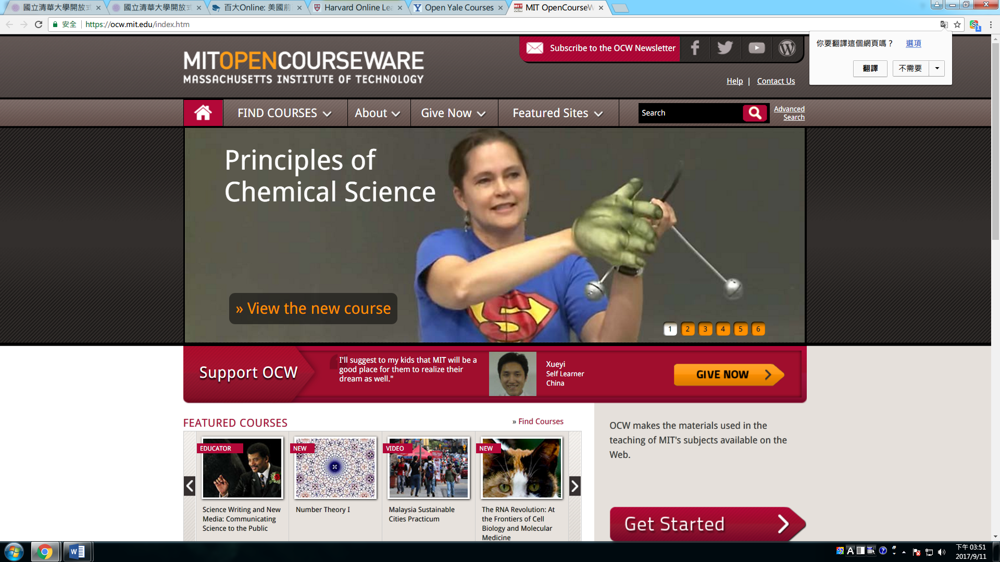 國立清華大學開放式
國立清華大學開放式
百大Online: 美國前
Harvard Online Lea
Open Yale Courses
MIT OpenCourseW
安全
https://ocw.mit.edu/index.htm
你要翻譯這個網頁嗎？ 選項
翻譯 不需要
Subscribe to the OCW Newsletter
MITOPENCOURSEWARE
MASSACHUSETTS INSTITUTE OF TECHNOLOGY
Help | Contact Us
FIND COURSES
About
Give Now
Featured Sites
Search
Advanced
Search
Principles of
Chemical Science
» View the new course
1 2 3 4 5 6
Support OCW
I'll suggest to my kids that MIT will be a
good place for them to realize their
dream as well."
Xueyi
Self Learner
China
GIVE NOW
FEATURED COURSES
» Find Courses
EDUCATOR
Science Writing and New
Media: Communicating
Science to the Public
NEW
Number Theory I
VIDEO
Malaysia Sustainable
Cities Practicum
NEW
The RNA Revolution: At
the Frontiers of Cell
Biology and Molecular
Medicine
OCW makes the materials used in the
teaching of MIT's subjects available on the
Web.
Get Started
下午 03:51
2017/9/11